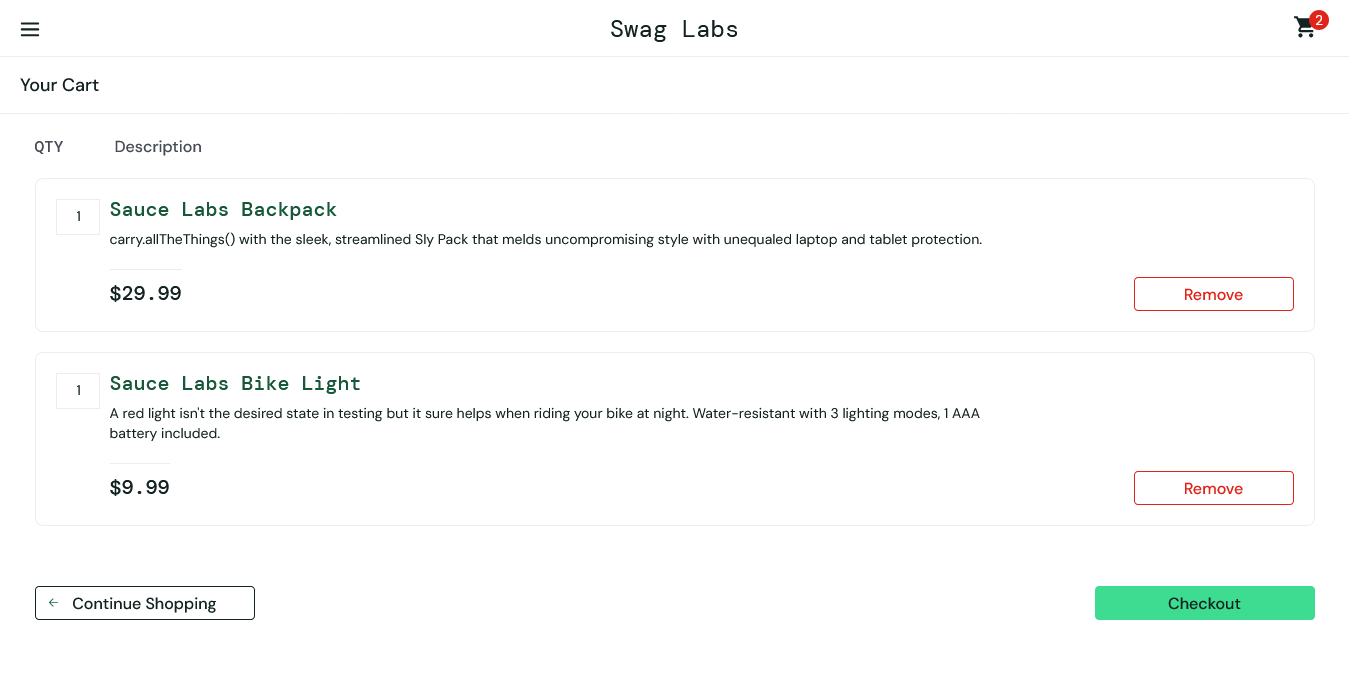 Swag Labs
2
Your Cart
QTY Description
1
Sauce Labs Backpack
carry.allTheThings() with the sleek, streamlined Sly Pack that melds uncompromising style with unequaled laptop and tablet protection.
$29.99
Remove
1
Sauce Labs Bike Light
A red light isn't the desired state in testing but it sure helps when riding your bike at night. Water-resistant with 3 lighting modes, 1 AAA
battery included.
$9.99
Remove
Continue Shopping
Checkout